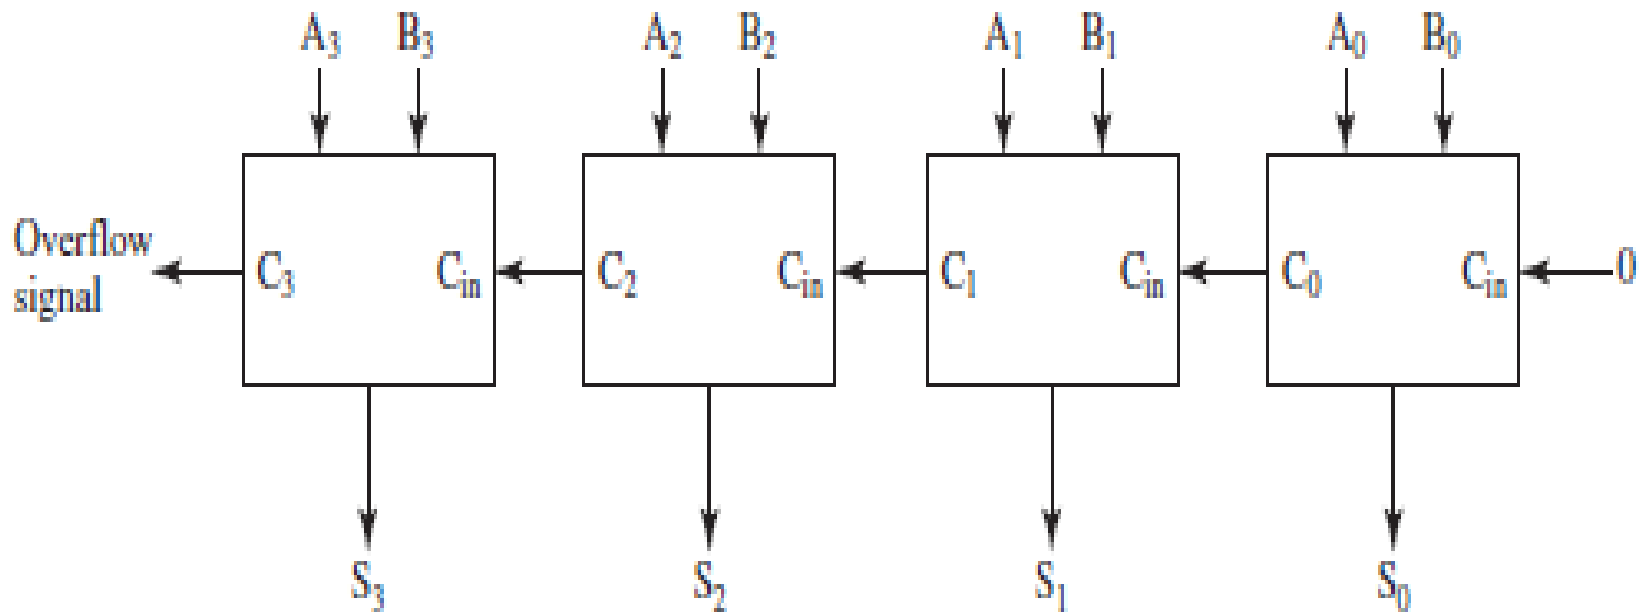 A₃ B₃ A₂ B₂ A₁ B₁ A₀ B₀
Overflow
signal
C₃ Cᵢₙ C₂ Cᵢₙ C₁ Cᵢₙ C₀ Cᵢₙ 0
S₃ S₂ S₁ S₀